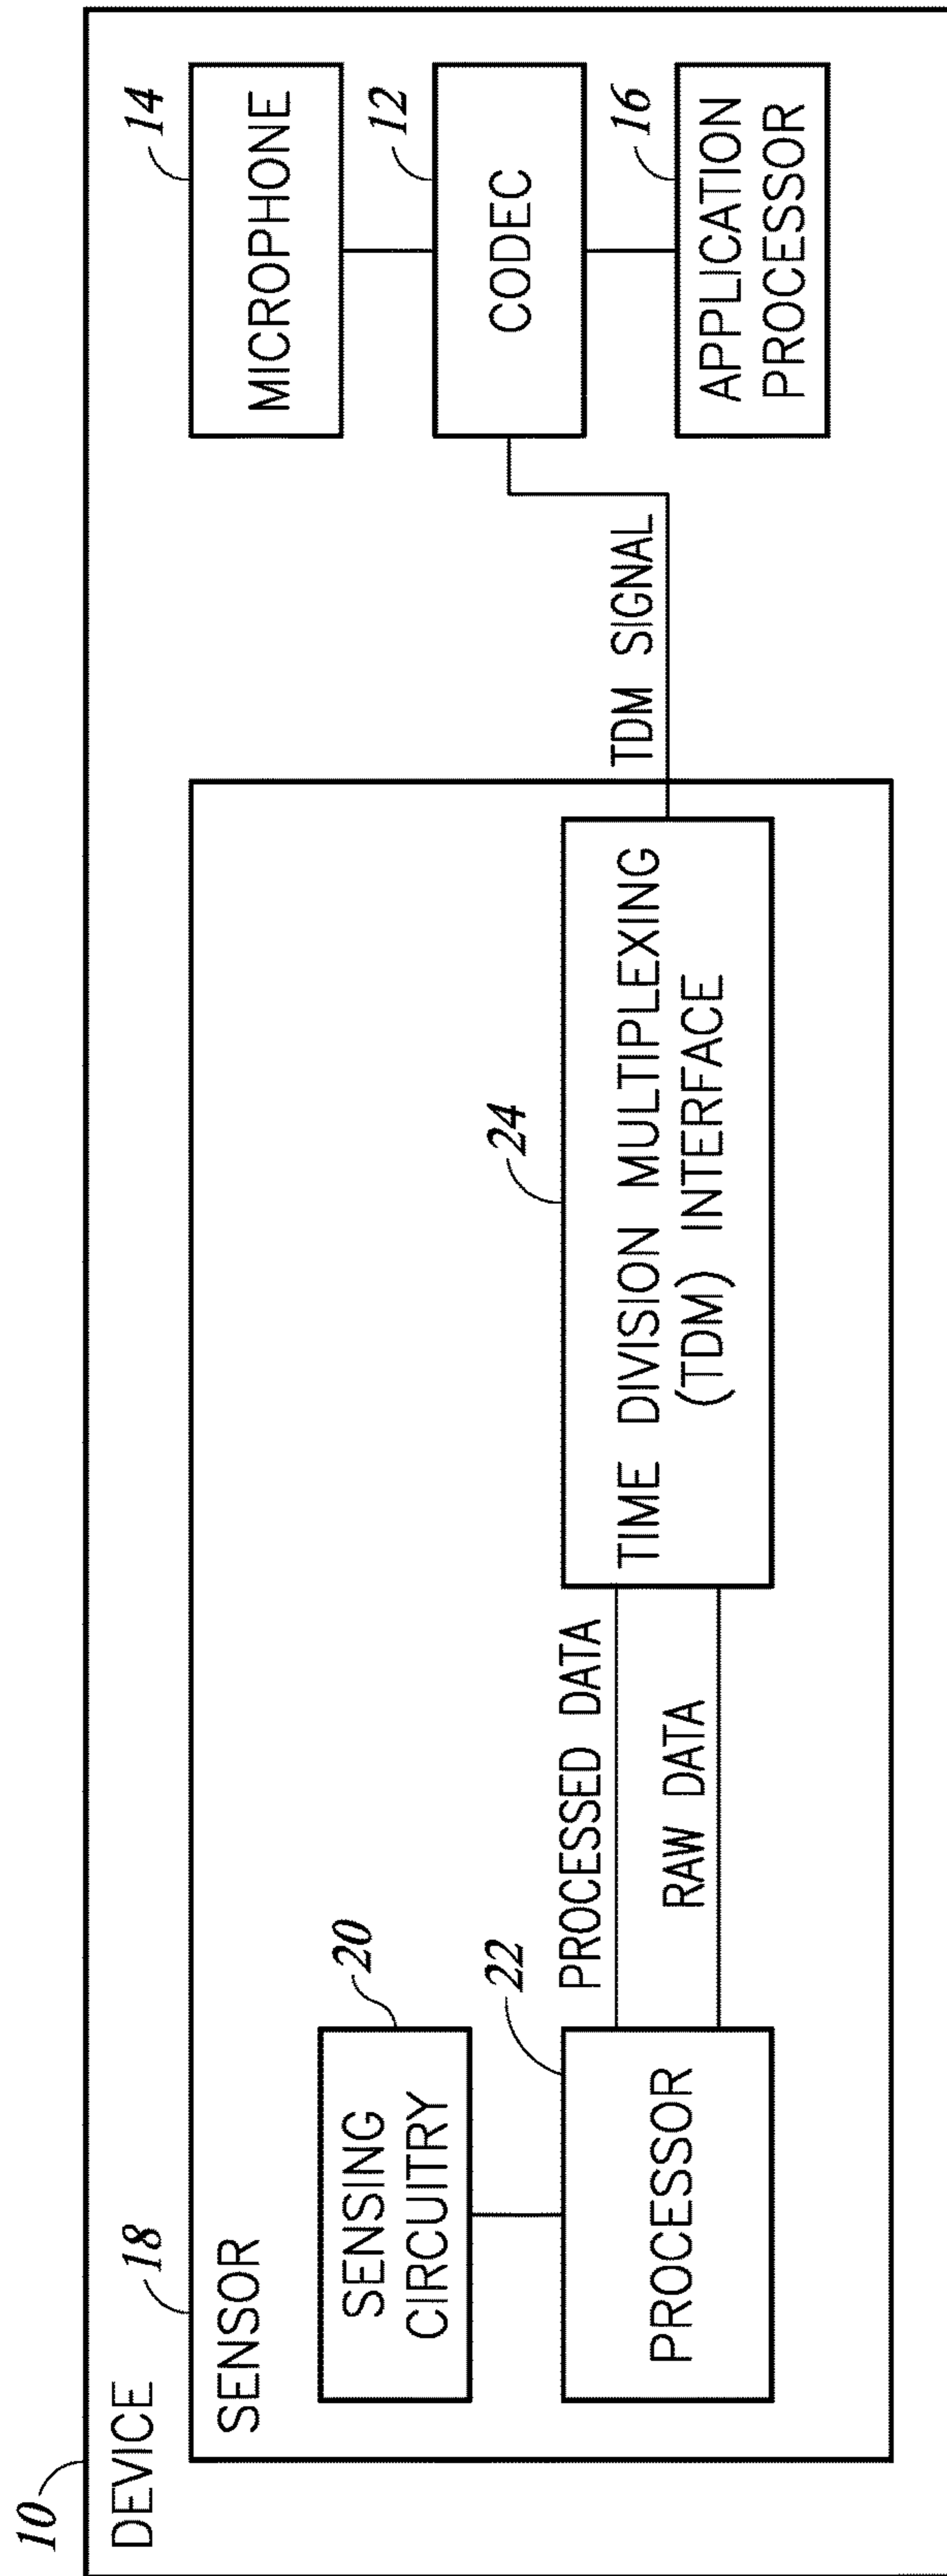 10
DEVICE
18
SENSOR
20
SENSING
CIRCUITRY
22
PROCESSOR
PROCESSED DATA
RAW DATA
24
TIME DIVISION MULTIPLEXING
(TDM) INTERFACE
TDM SIGNAL
14
MICROPHONE
12
CODEC
16
APPLICATION
PROCESSOR